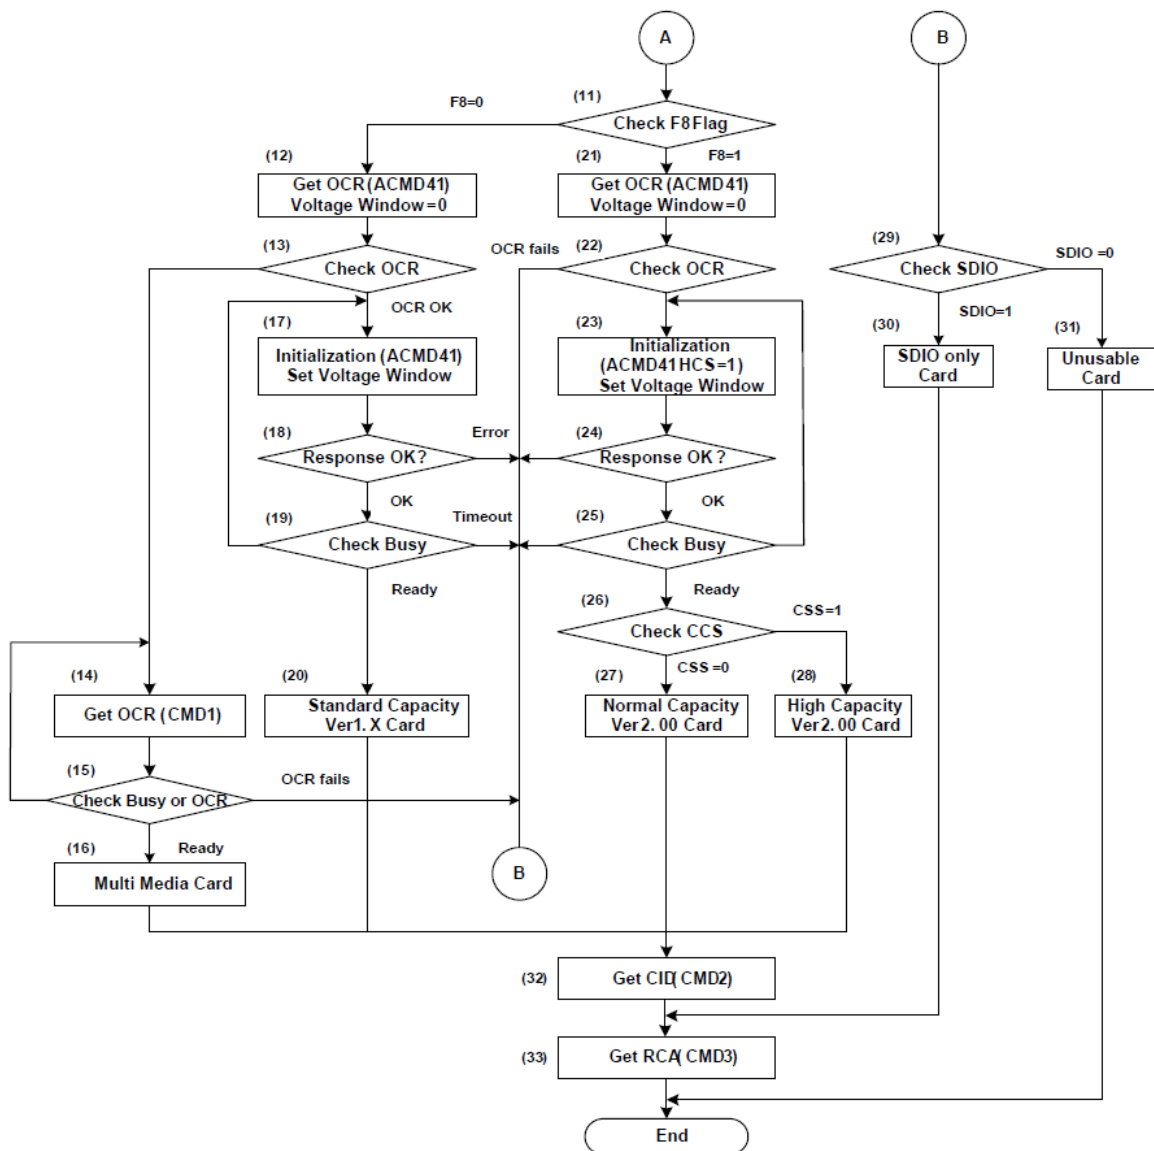 A
B
F8=0
(11)
Check F8 Flag
(12)
(21)
F8=1
Get OCR (ACMD41)
Voltage Window=0
Get OCR (ACMD41)
Voltage Window=0
(13)
Check OCR
OCR fails
(22)
Check OCR
(29)
Check SDIO
SDIO =0
OCR OK
SDIO=1
(17)
(23)
(30)
(31)
Initialization (ACMD41)
Set Voltage Window
Initialization
(ACMD41 HCS=1)
Set Voltage Window
SDIO only
Card
Unusable
Card
(18)
Response OK?
Error
(24)
Response OK ?
OK
OK
(19)
Check Busy
Timeout
(25)
Check Busy
Ready
Ready
(26)
Check CCS
CSS=1
CSS =0
(14)
(20)
(27)
(28)
Get OCR (CMD1)
Standard Capacity
Ver1. X Card
Normal Capacity
Ver2. 00 Card
High Capacity
Ver2. 00 Card
(15)
Check Busy or OCR
OCR fails
(16)
Ready
Multi Media Card
B
(32)
Get CID(CMD2)
(33)
Get RCA(CMD3)
End